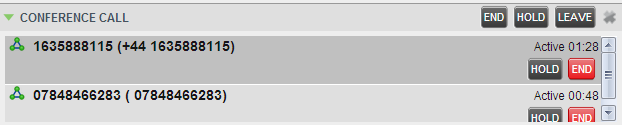 CONFERENCE CALL END HOLD LEAVE
1635888115 (+44 1635888115) Active 01:28
HOLD END
07848466283 ( 07848466283) Active 00:48
HOLD END